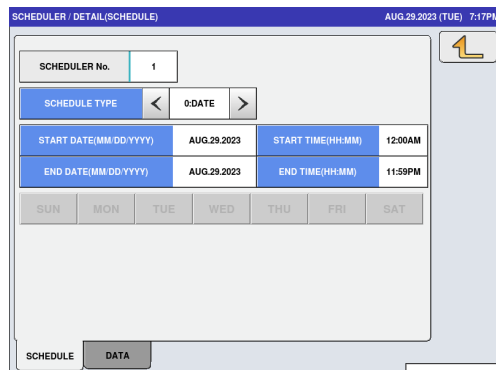 SCHEDULER / DETAIL(SCHEDULE) AUG.29.2023 (TUE) 7:17PM
SCHEDULER No. 1
SCHEDULE TYPE 0:DATE
START DATE(MM/DD/YYYY) AUG.29.2023 START TIME(HH:MM) 12:00AM
END DATE(MM/DD/YYYY) AUG.29.2023 END TIME(HH:MM) 11:59PM
SUN MON TUE WED THU FRI SAT
SCHEDULE DATA